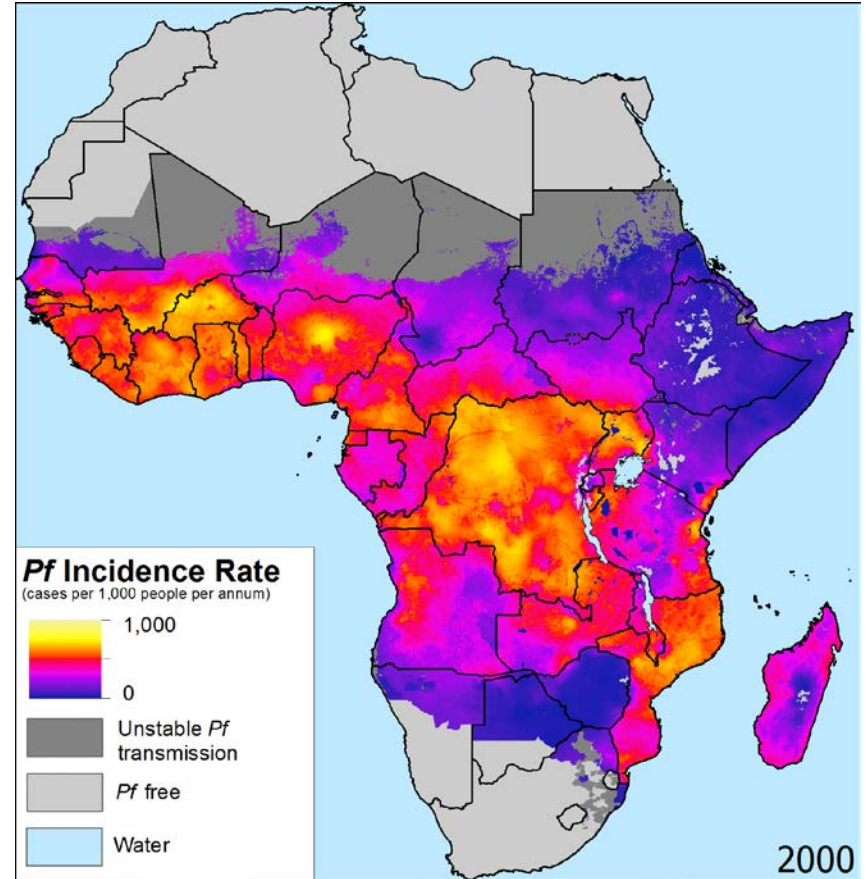 Pf Incidence Rate
(cases per 1,000 people per annum)
1,000
0
Unstable Pf
transmission
Pf free
Water
2000